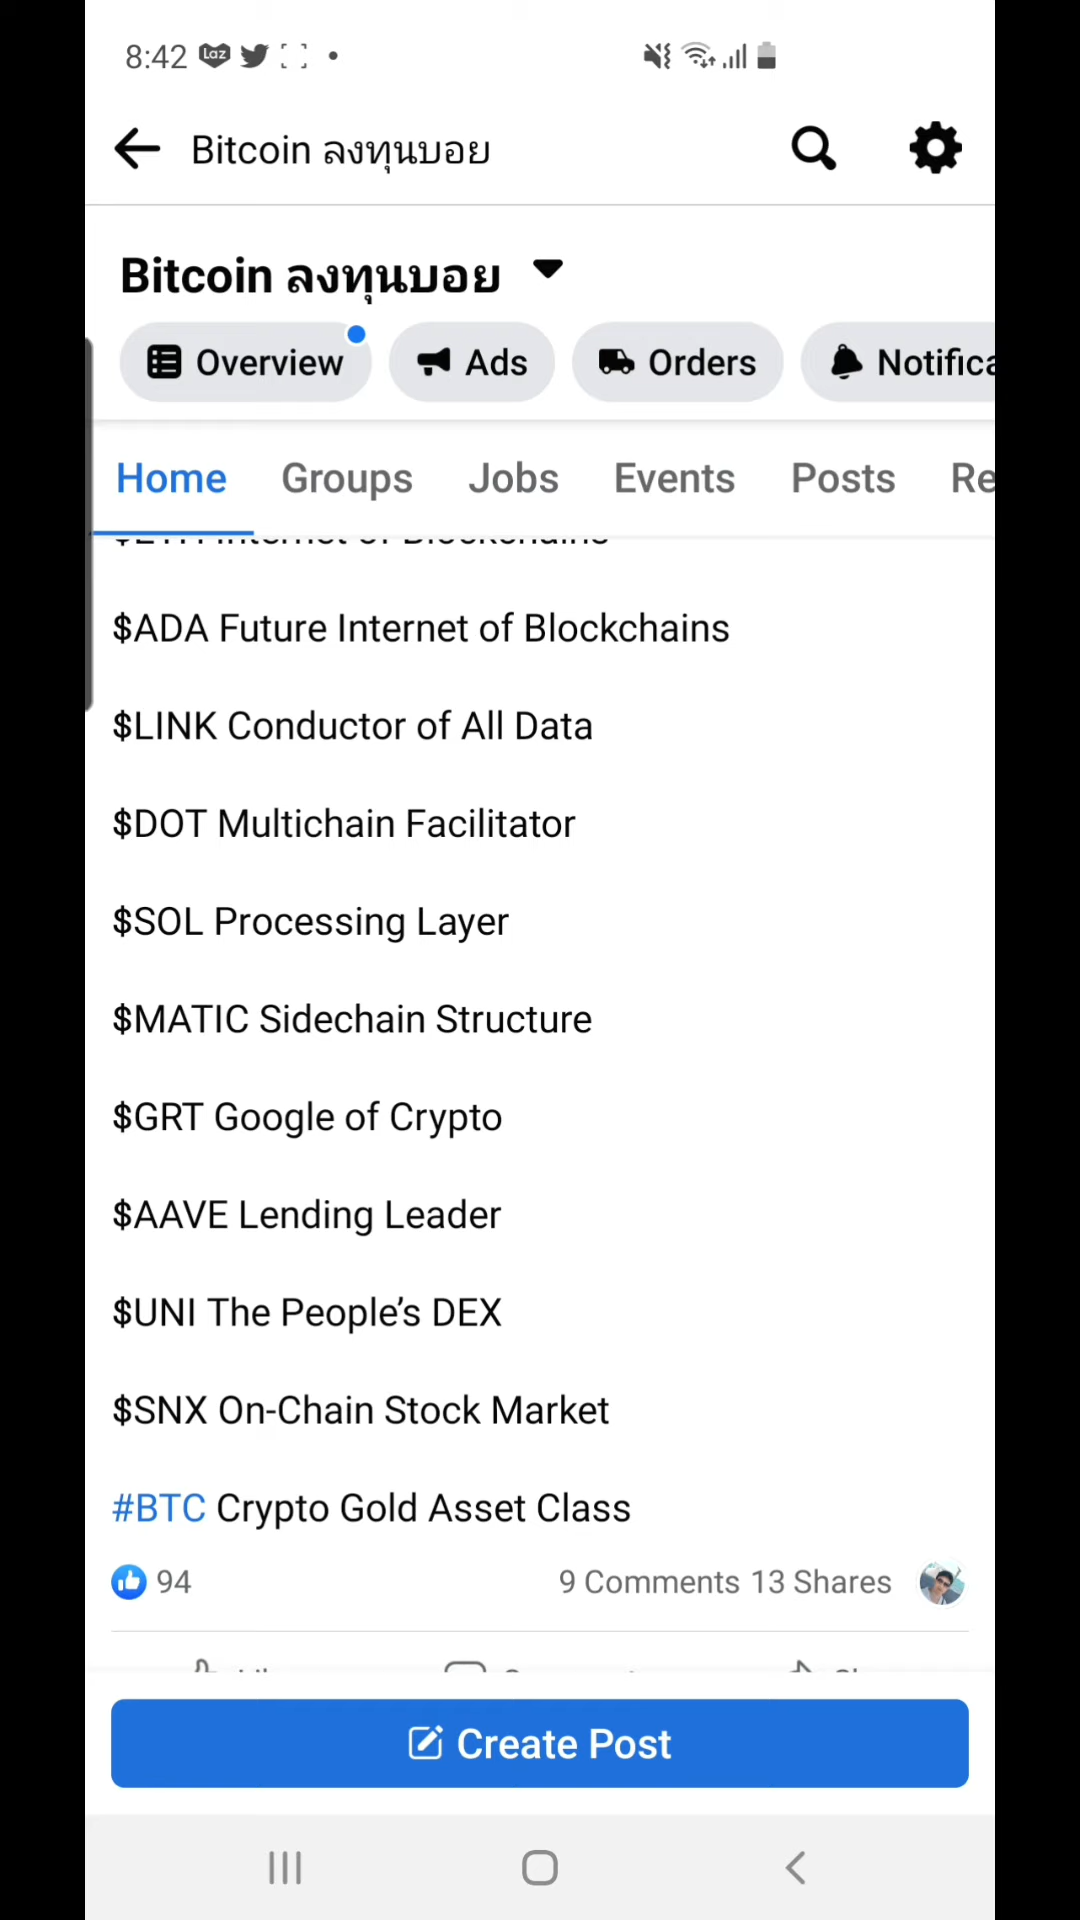 8:42
Laz
Bitcoin ลงทุนบอย
Bitcoin ลงทุนบอย
Overview Ads Orders Notifica
Home Groups Jobs Events Posts Re
$ADA Future Internet of Blockchains
$LINK Conductor of All Data
$DOT Multichain Facilitator
$SOL Processing Layer
$MATIC Sidechain Structure
$GRT Google of Crypto
$AAVE Lending Leader
$UNI The People’s DEX
$SNX On-Chain Stock Market
#BTC Crypto Gold Asset Class
94 9 Comments 13 Shares
Create Post